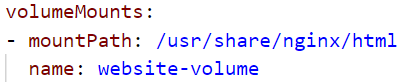 volumeMounts:
- mountPath: /usr/share/nginx/html
  name: website-volume